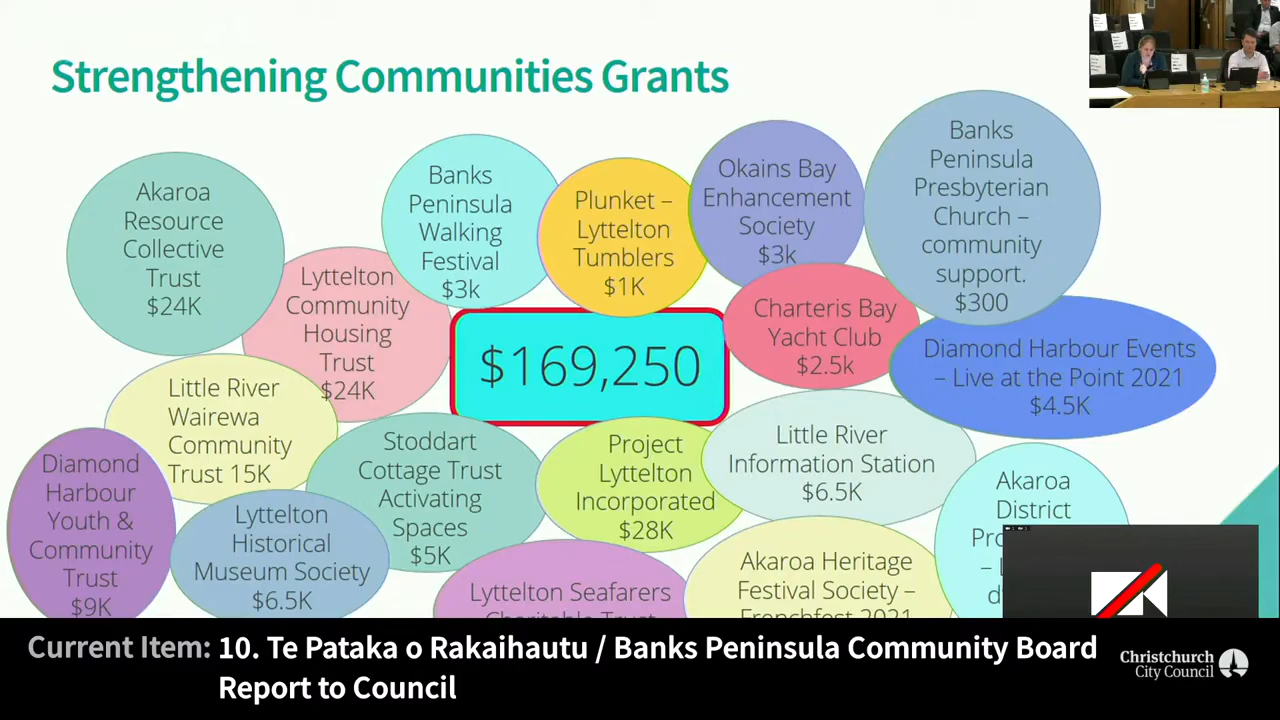 Strengthening Communities Grants
Akaroa
Resource
Collective
Trust
$24K
Lyttelton
Community
Housing
Trust
$24K
Banks
Peninsula
Walking
Festival
$3k
Plunket –
Lyttelton
Tumblers
$1K
Okains Bay
Enhancement
Society
$3k
Banks
Peninsula
Presbyterian
Church –
community
support.
$300
Charteris Bay
Yacht Club
$2.5k
Diamond Harbour Events
– Live at the Point 2021
$4.5K
$169,250
Little River
Wairewa
Community
Trust 15K
Diamond
Harbour
Youth &
Community
Trust
$9K
Lyttelton
Historical
Museum Society
$6.5K
Stoddart
Cottage Trust
Activating
Spaces
$5K
Project
Lyttelton
Incorporated
$28K
Little River
Information Station
$6.5K
Akaroa
District
Lyttelton Seafarers
Charitable Trust
Akaroa Heritage
Festival Society –
Frenchfest 2021
Current Item: 10. Te Pataka o Rakaihautu / Banks Peninsula Community Board
Report to Council
Christchurch
City Council